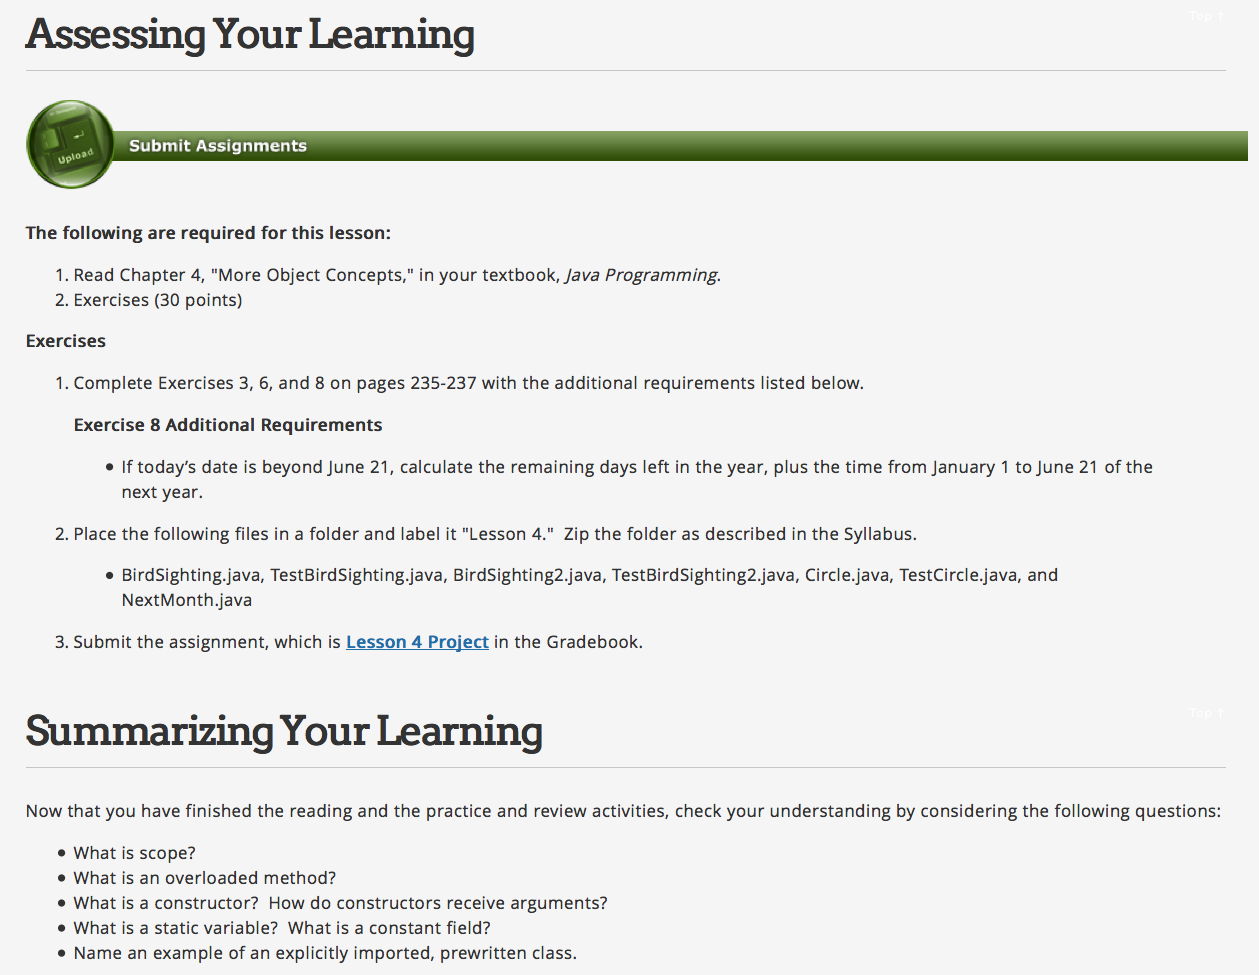 Top ↑
Assessing Your Learning
Upload
Submit Assignments
The following are required for this lesson:
1. Read Chapter 4, "More Object Concepts," in your textbook, Java Programming.
2. Exercises (30 points)
Exercises
1. Complete Exercises 3, 6, and 8 on pages 235-237 with the additional requirements listed below.
Exercise 8 Additional Requirements
• If today’s date is beyond June 21, calculate the remaining days left in the year, plus the time from January 1 to June 21 of the
next year.
2. Place the following files in a folder and label it "Lesson 4."  Zip the folder as described in the Syllabus.
• BirdSighting.java, TestBirdSighting.java, BirdSighting2.java, TestBirdSighting2.java, Circle.java, TestCircle.java, and
NextMonth.java
3. Submit the assignment, which is Lesson 4 Project in the Gradebook.
Top ↑
Summarizing Your Learning
Now that you have finished the reading and the practice and review activities, check your understanding by considering the following questions:
• What is scope?
• What is an overloaded method?
• What is a constructor?  How do constructors receive arguments?
• What is a static variable?  What is a constant field?
• Name an example of an explicitly imported, prewritten class.